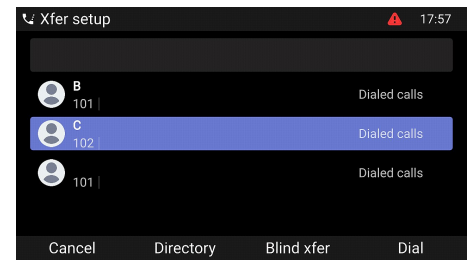 Xfer setup 17:57
B
101 Dialed calls
C
102 Dialed calls
101 Dialed calls
Cancel Directory Blind xfer Dial